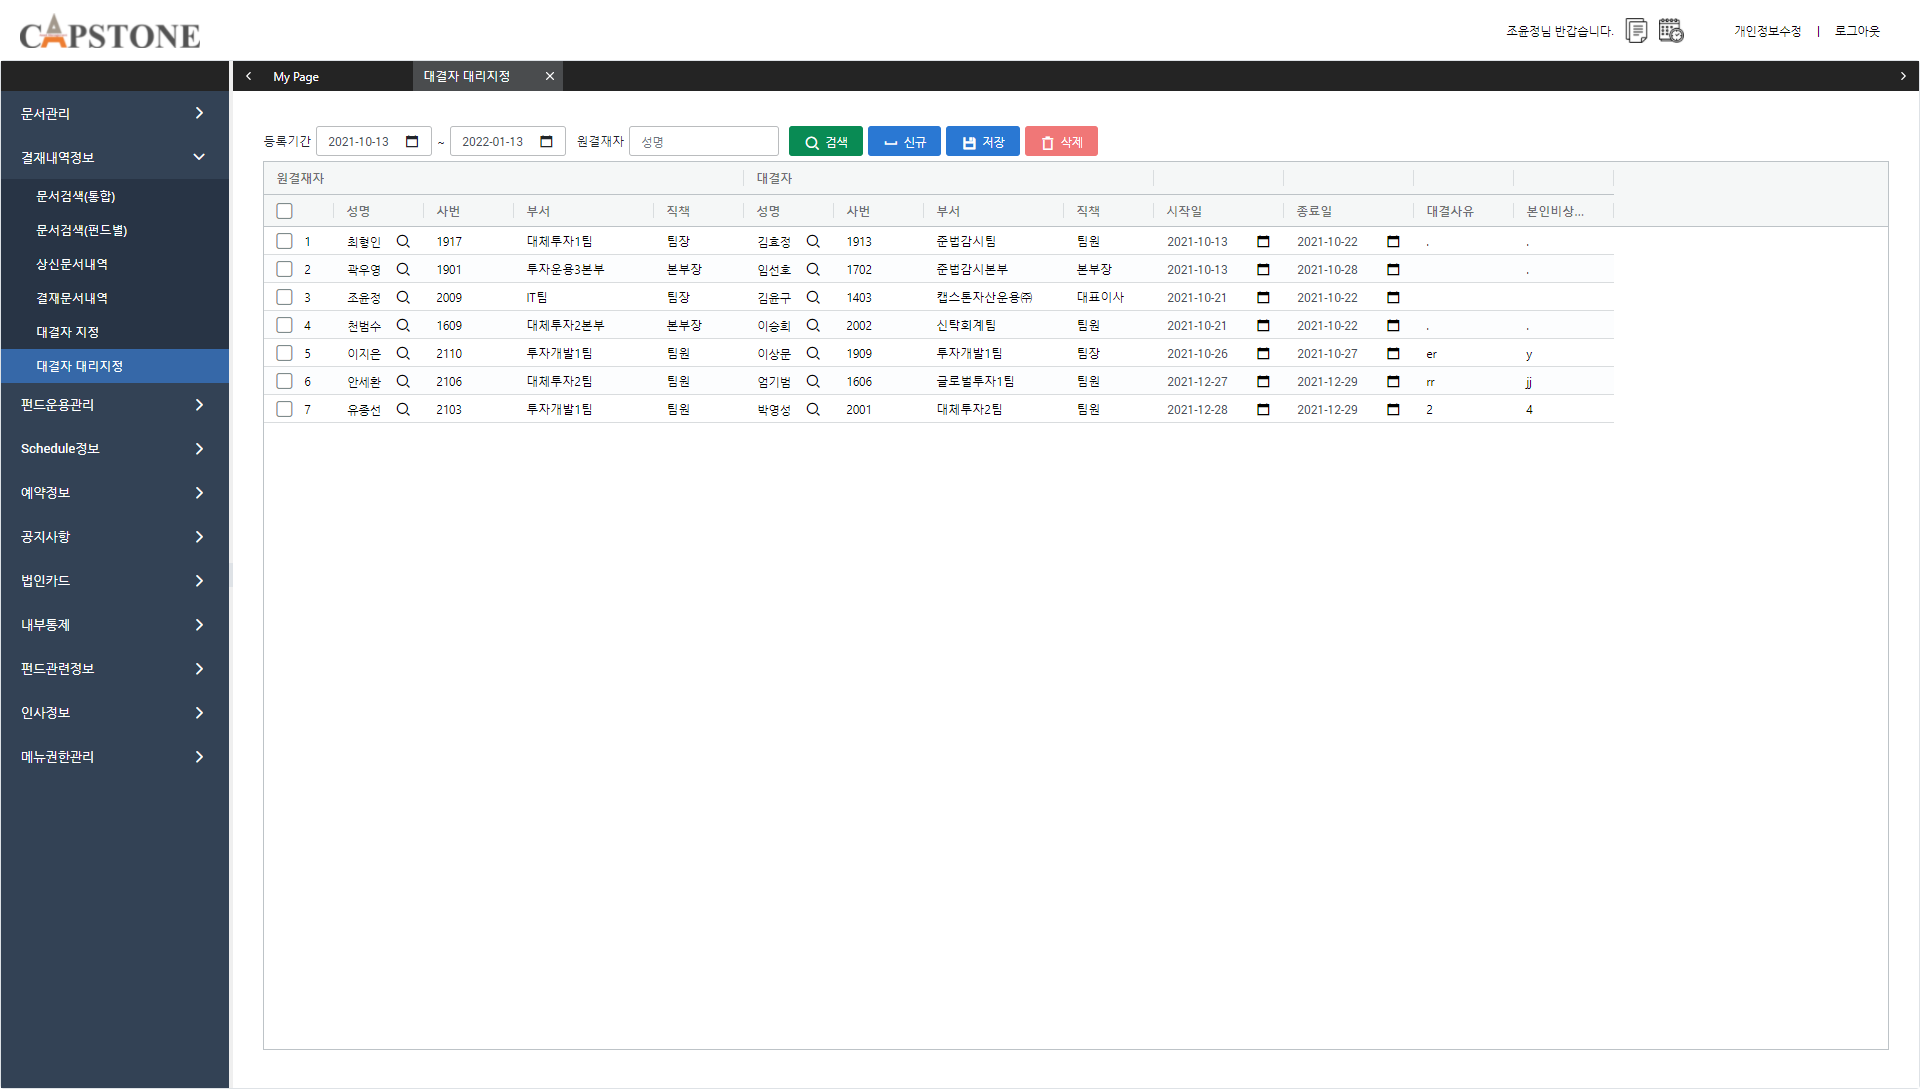 CAPSTONE
조윤정님 반갑습니다. 개인정보수정 | 로그아웃
My Page 대결자 대리지정
문서관리
결재내역정보
문서검색(통합)
문서검색(펀드별)
상신문서내역
결재문서내역
대결자 지정
대결자 대리지정
펀드운용관리
Schedule정보
예약정보
공지사항
법인카드
내부통제
펀드관련정보
인사정보
메뉴권한관리
등록기간 2021-10-13 ~ 2022-01-13 원결재자 성명 검색 신규 저장 삭제
원결재자 대결자
성명 사번 부서 직책 성명 사번 부서 직책 시작일 종료일 대결사유 본인비상...
1 최형인 1917 대체투자1팀 팀장 김효정 1913 준법감시팀 팀원 2021-10-13 2021-10-22 . .
2 곽우영 1901 투자운용3본부 본부장 임선호 1702 준법감시본부 본부장 2021-10-13 2021-10-28 .
3 조윤정 2009 IT팀 팀장 김윤구 1403 캡스톤자산운용㈜ 대표이사 2021-10-21 2021-10-22
4 천범수 1609 대체투자2본부 본부장 이승희 2002 신탁회계팀 팀원 2021-10-21 2021-10-22 . .
5 이지은 2110 투자개발1팀 팀원 이상문 1909 투자개발1팀 팀장 2021-10-26 2021-10-27 er y
6 안세환 2106 대체투자2팀 팀원 엄기범 1606 글로벌투자1팀 팀원 2021-12-27 2021-12-29 rr jj
7 유종선 2103 투자개발1팀 팀원 박영성 2001 대체투자2팀 팀원 2021-12-28 2021-12-29 2 4